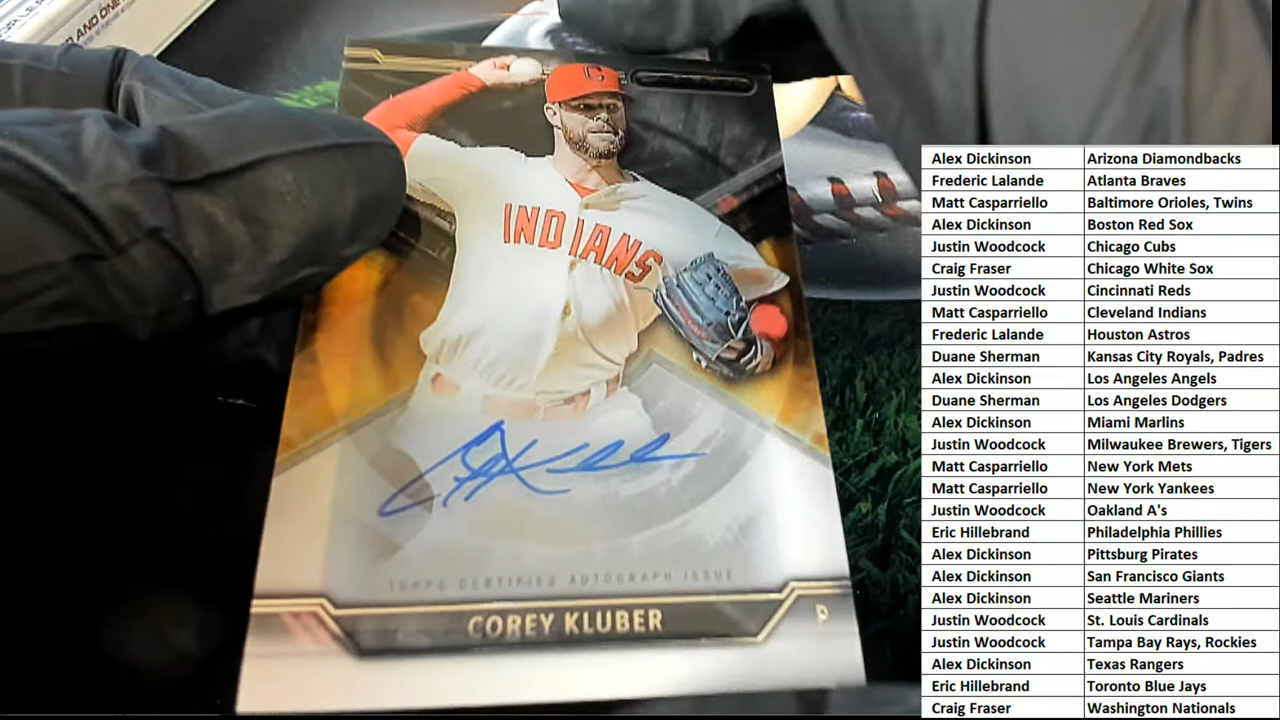 AND ONE
C
INDIANS
TOPPS CERTIFIED AUTOGRAPH ISSUE
COREY KLUBER
P
Alex Dickinson Arizona Diamondbacks
Frederic Lalande Atlanta Braves
Matt Casparriello Baltimore Orioles, Twins
Alex Dickinson Boston Red Sox
Justin Woodcock Chicago Cubs
Craig Fraser Chicago White Sox
Justin Woodcock Cincinnati Reds
Matt Casparriello Cleveland Indians
Frederic Lalande Houston Astros
Duane Sherman Kansas City Royals, Padres
Alex Dickinson Los Angeles Angels
Duane Sherman Los Angeles Dodgers
Alex Dickinson Miami Marlins
Justin Woodcock Milwaukee Brewers, Tigers
Matt Casparriello New York Mets
Matt Casparriello New York Yankees
Justin Woodcock Oakland A's
Eric Hillebrand Philadelphia Phillies
Alex Dickinson Pittsburg Pirates
Alex Dickinson San Francisco Giants
Alex Dickinson Seattle Mariners
Justin Woodcock St. Louis Cardinals
Justin Woodcock Tampa Bay Rays, Rockies
Alex Dickinson Texas Rangers
Eric Hillebrand Toronto Blue Jays
Craig Fraser Washington Nationals